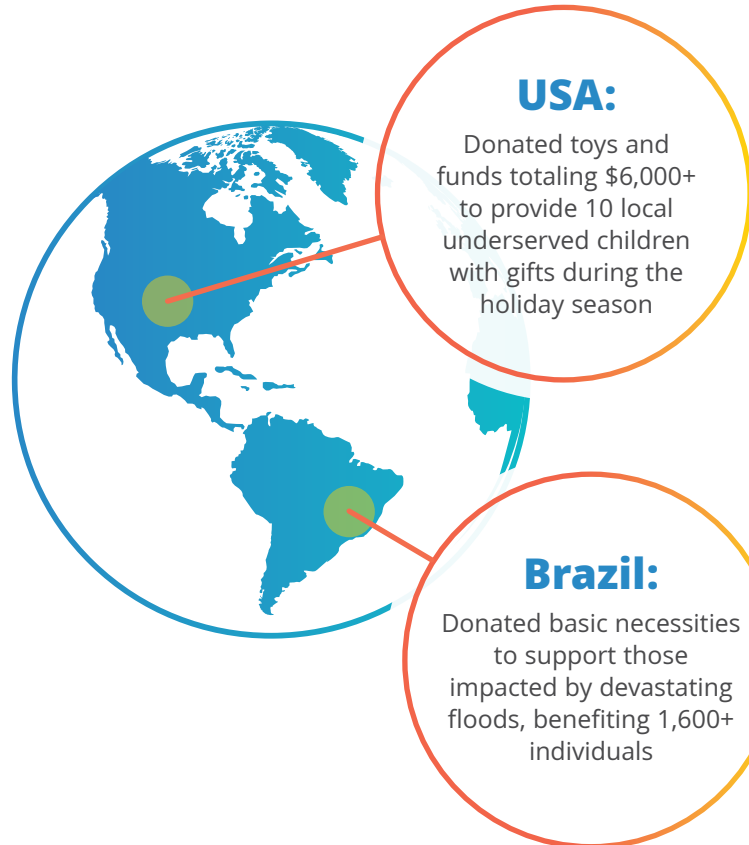 USA:
Donated toys and
funds totaling $6,000+
to provide 10 local
underserved children
with gifts during the
holiday season
Brazil:
Donated basic necessities
to support those
impacted by devastating
floods, benefiting 1,600+
individuals